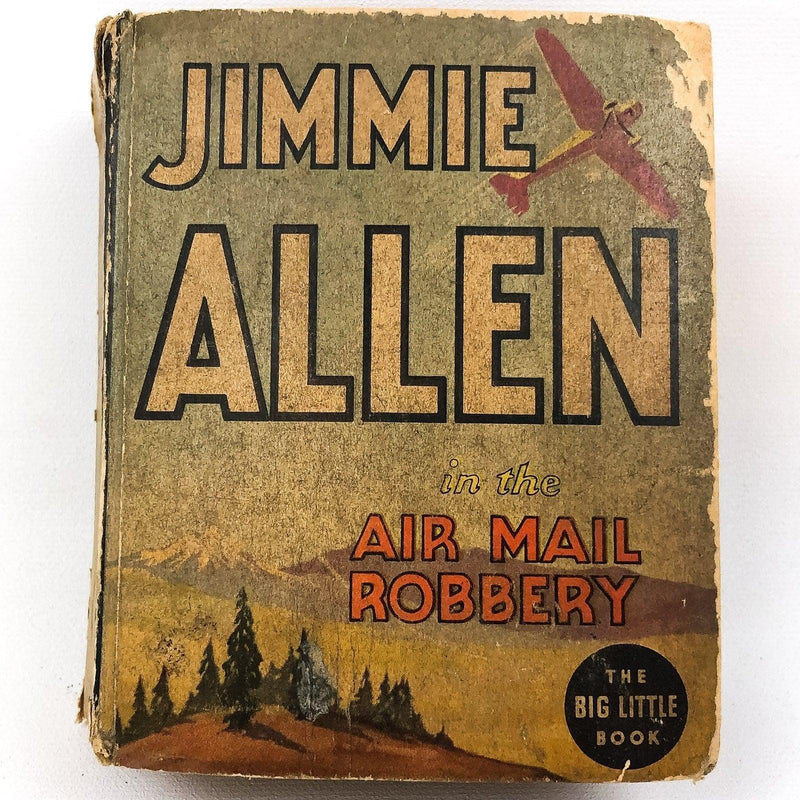 JIMMIE
ALLEN
in the
AIR MAIL
ROBBERY
THE
BIG LITTLE
BOOK